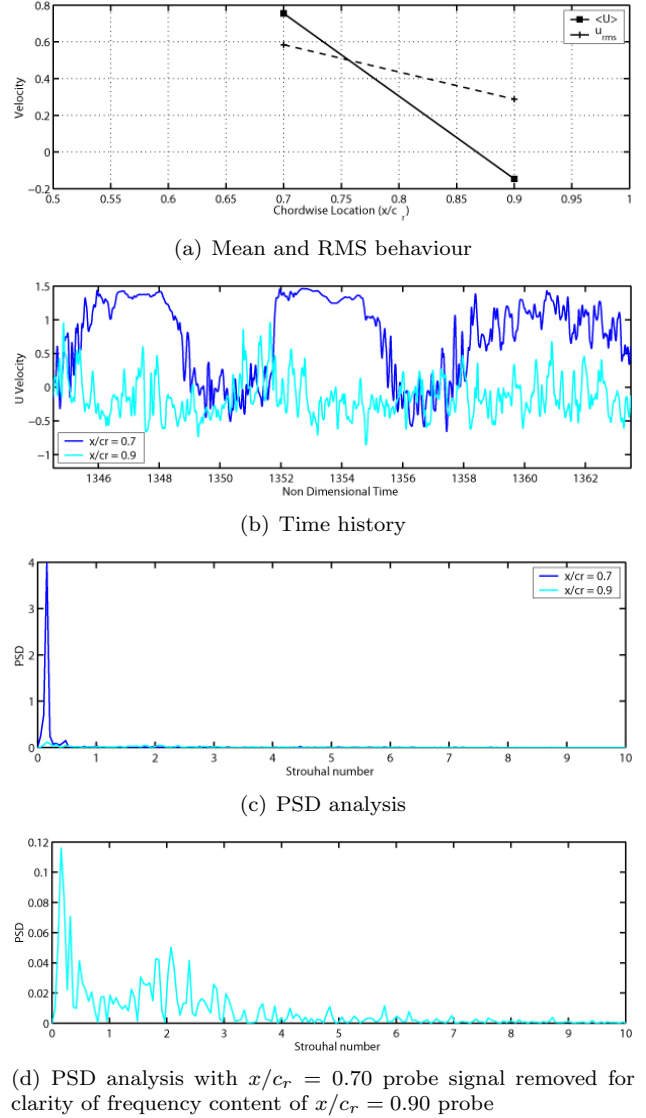 0.8
<U>
u rms
0.6
0.4
0.2
0
−0.2
Velocity
0.5 0.55 0.6 0.65 0.7 0.75 0.8 0.85 0.9 0.95 1
Chordwise Location (x/c r)
(a) Mean and RMS behaviour
1.5
1
0.5
0
−0.5
−1
U Velocity
x/cr = 0.7
x/cr = 0.9
1346 1348 1350 1352 1354 1356 1358 1360 1362
Non Dimensional Time
(b) Time history
4
3
2
1
0
PSD
x/cr = 0.7
x/cr = 0.9
0 1 2 3 4 5 6 7 8 9 10
Strouhal number
(c) PSD analysis
0.12
0.1
0.08
0.06
0.04
0.02
0
PSD
0 1 2 3 4 5 6 7 8 9 10
Strouhal number
(d) PSD analysis with x/cr = 0.70 probe signal removed for
clarity of frequency content of x/cr = 0.90 probe